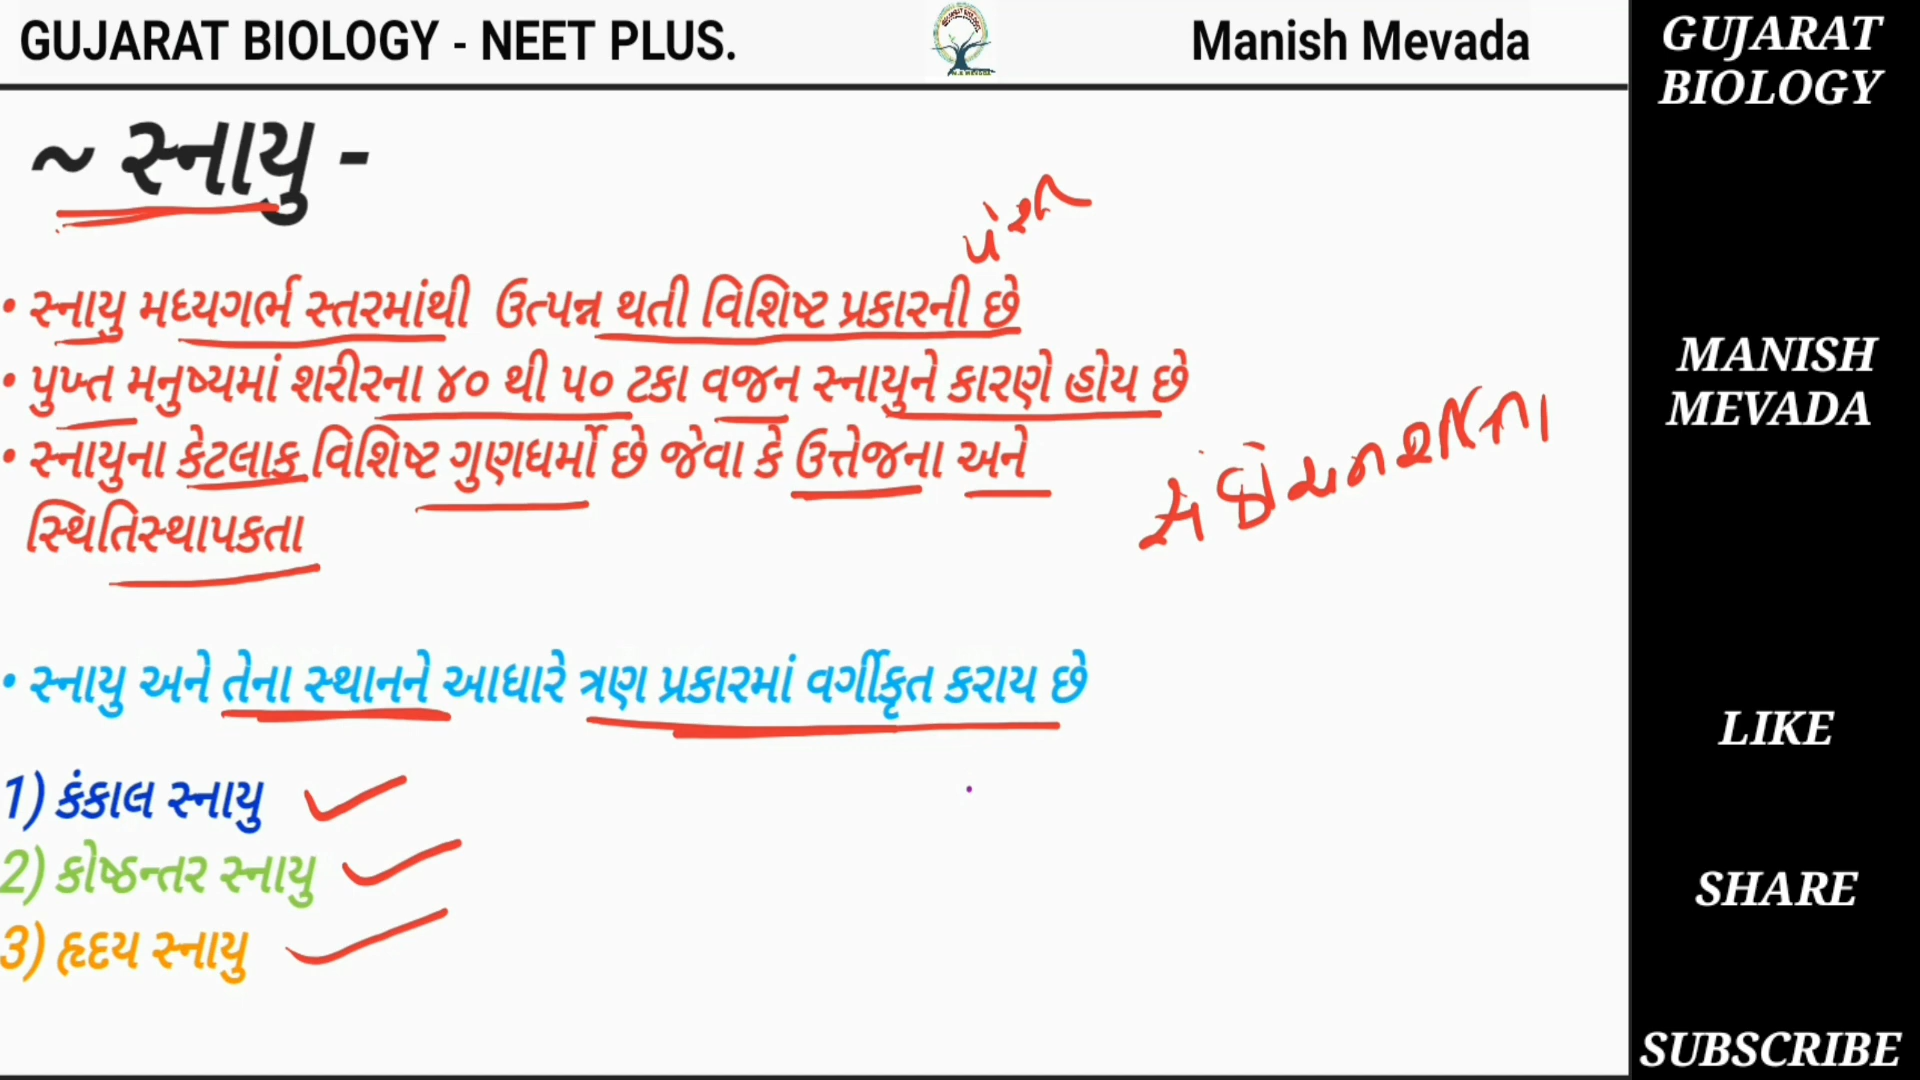 GUJARAT BIOLOGY - NEET PLUS.
Manish Mevada
~ સ્નાયુ -
• સ્નાયુ મધ્યગર્ભ સ્તરમાંથી ઉત્પન્ન થતી વિશિષ્ટ પ્રકારની છે
• પુખ્ત મનુષ્યમાં શરીરના ૪૦ થી ૫૦ ટકા વજન સ્નાયુને કારણે હોય છે
• સ્નાયુના કેટલાક વિશિષ્ટ ગુણધર્મો છે જેવા કે ઉત્તેજના અને
સ્થિતિસ્થાપકતા
• સ્નાયુ અને તેના સ્થાનને આધારે ત્રણ પ્રકારમાં વર્ગીકૃત કરાય છે
1) કંકાલ સ્નાયુ
2) કોષ્ઠન્તર સ્નાયુ
3) હૃદય સ્નાયુ
GUJARAT
BIOLOGY
MANISH
MEVADA
LIKE
SHARE
SUBSCRIBE